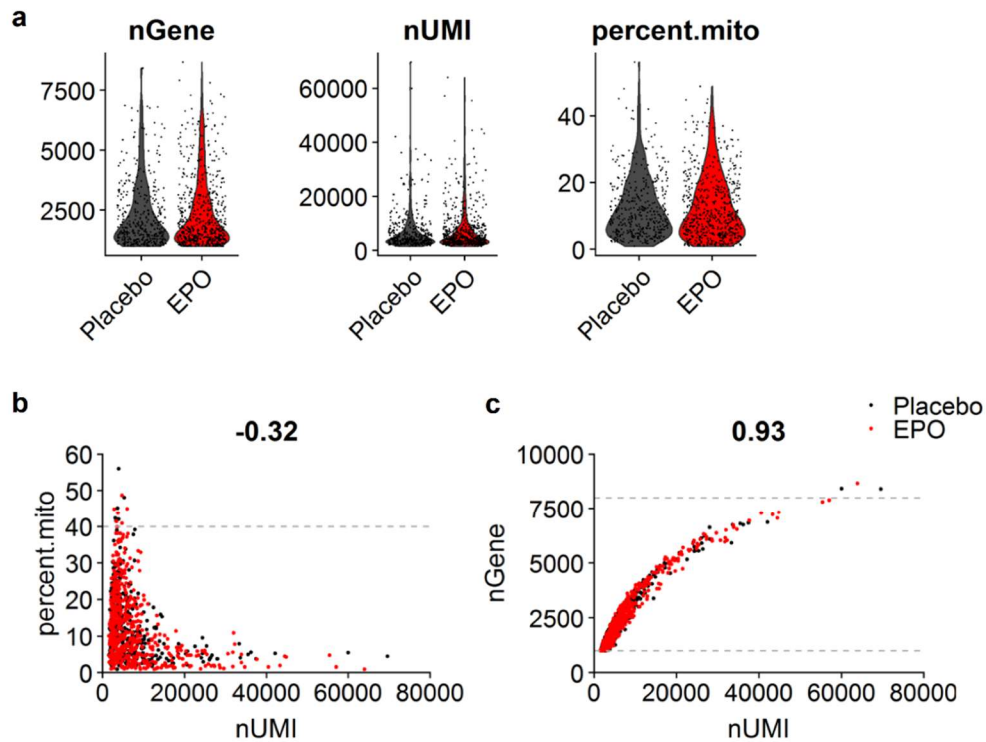 a
nGene
nUMI
percent.mito
7500
5000
2500
Placebo
EPO
60000
40000
20000
0
Placebo
EPO
40
20
0
Placebo
EPO
b
-0.32
60
50
40
30
20
10
0
percent.mito
0
20000
40000
60000
80000
nUMI
c
0.93
Placebo
EPO
10000
7500
5000
2500
0
nGene
0
20000
40000
60000
80000
nUMI